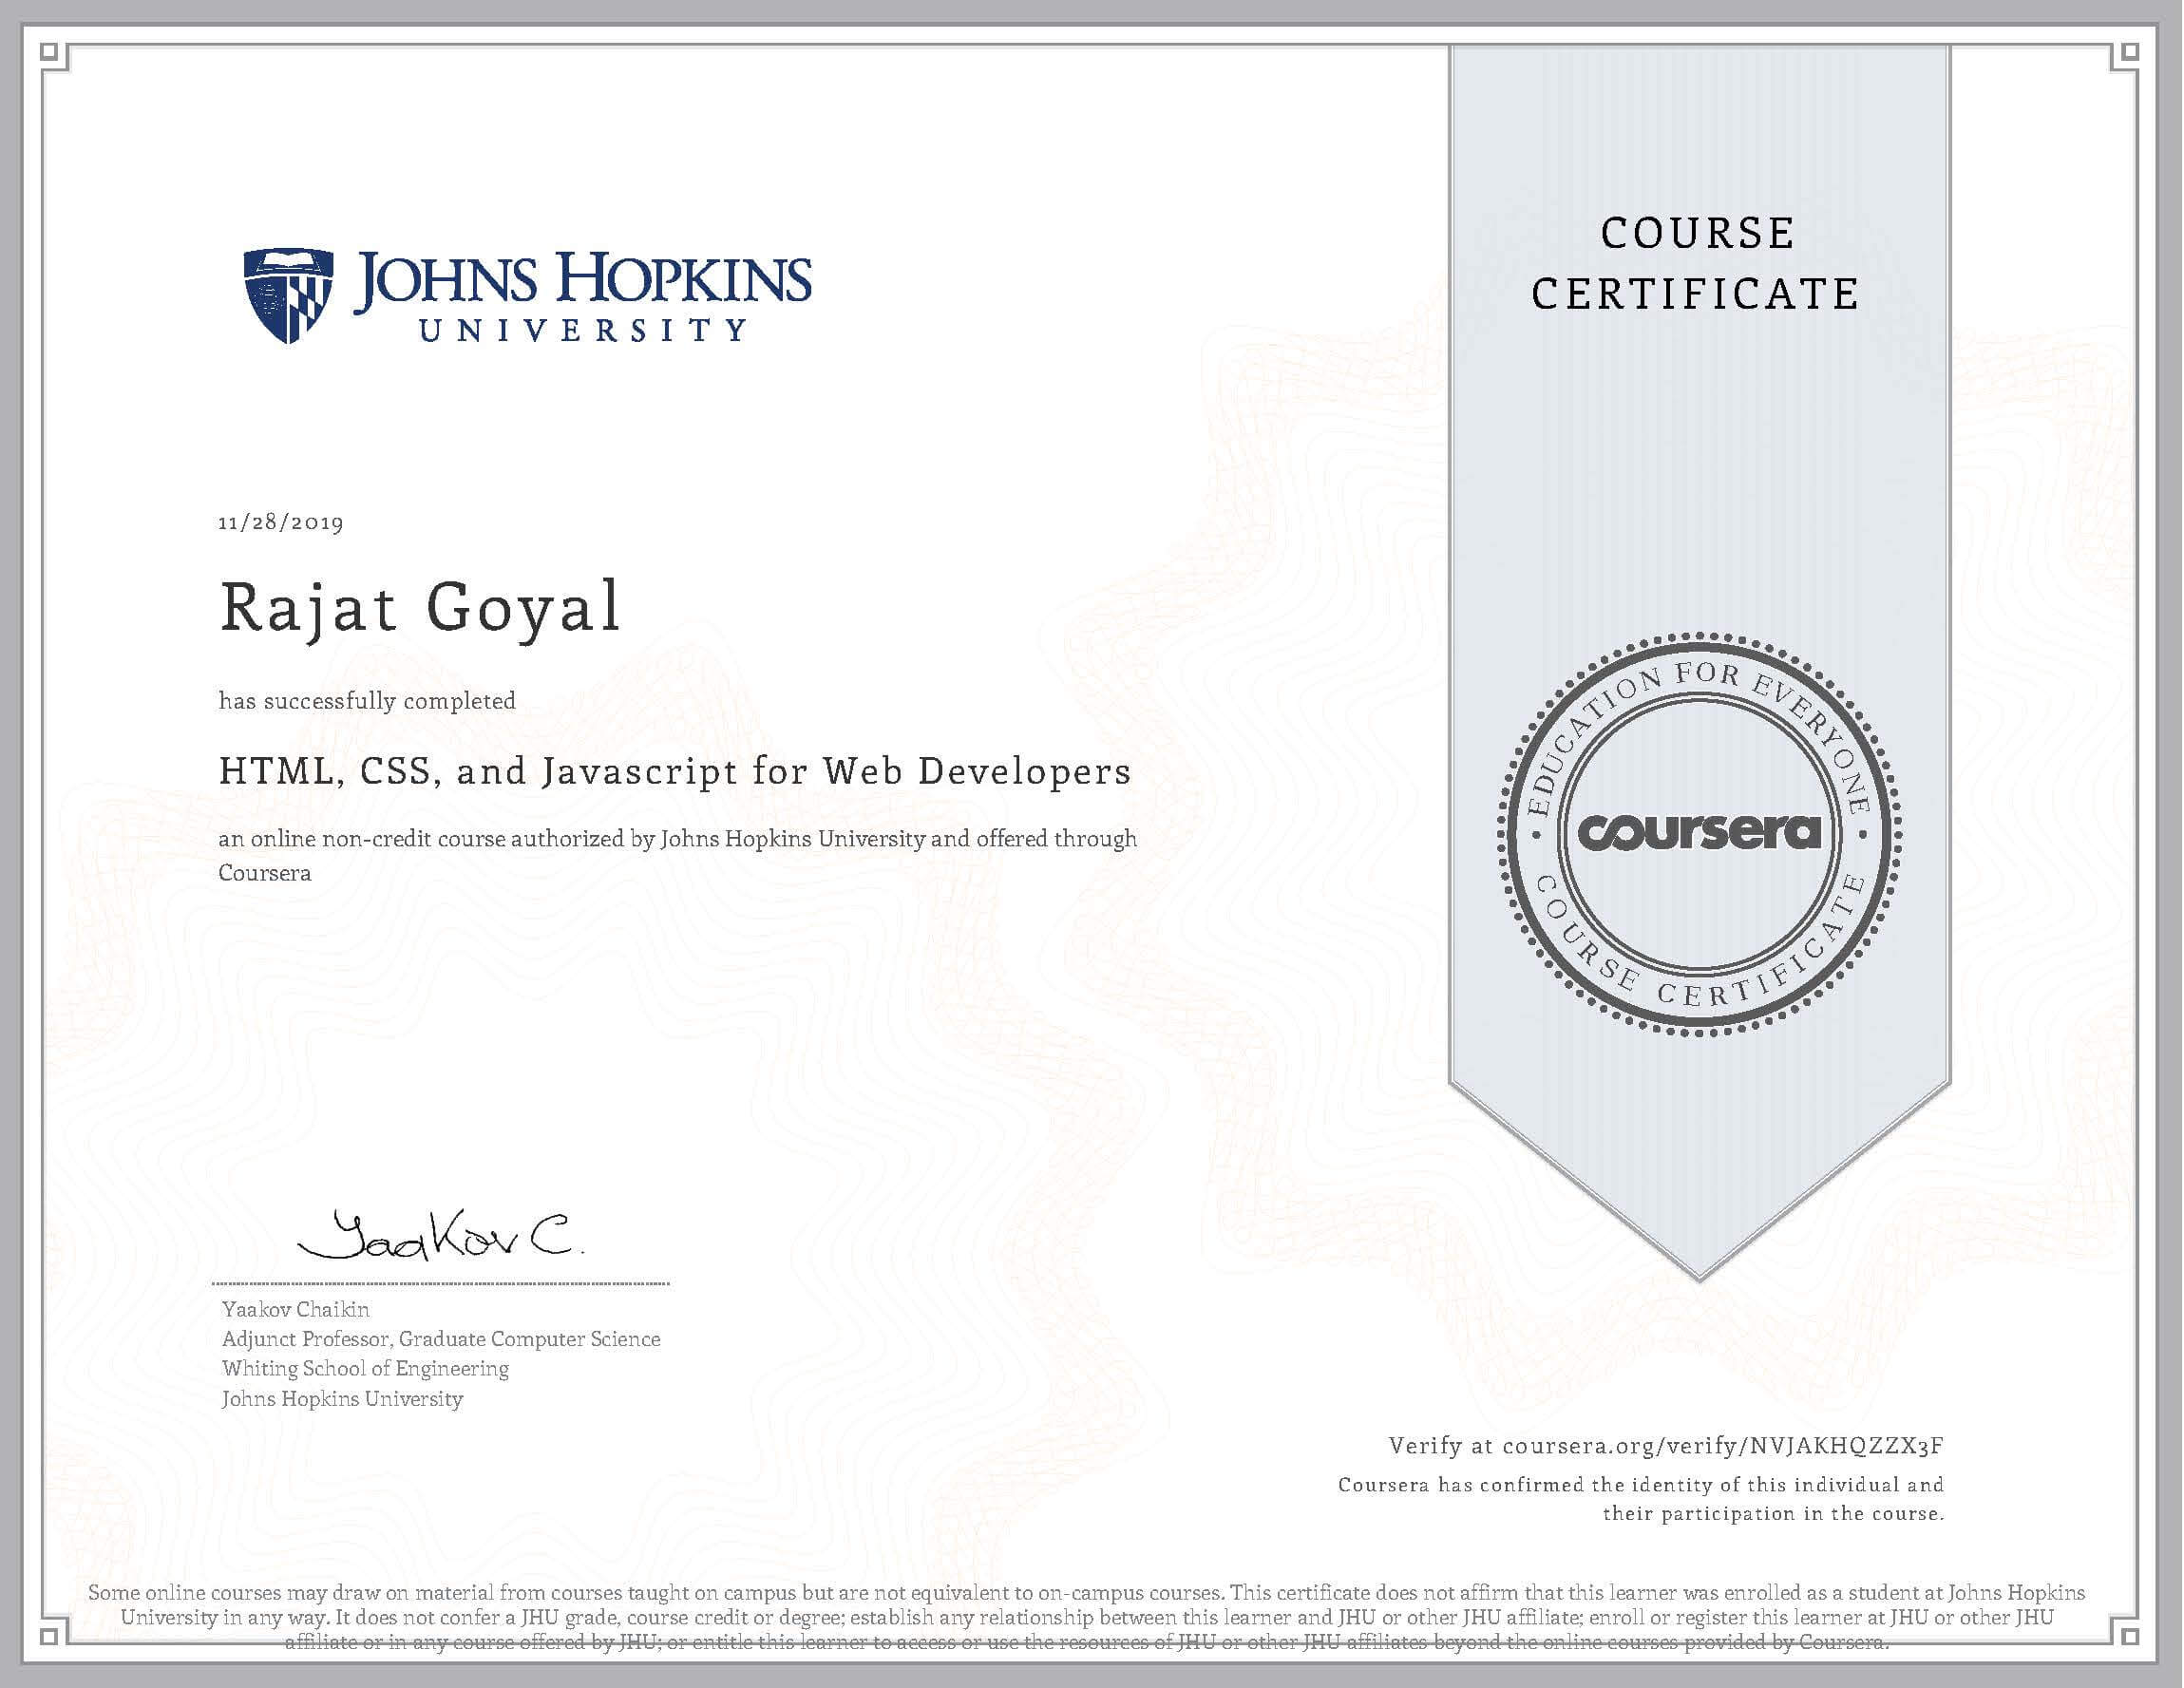 JOHNS HOPKINS
UNIVERSITY
COURSE
CERTIFICATE
11/28/2019
Rajat Goyal
has successfully completed
HTML, CSS, and Javascript for Web Developers
an online non-credit course authorized by Johns Hopkins University and offered through
Coursera
EDUCATION FOR EVERYONE
coursera
COURSE CERTIFICATE
Yaakov C.
Yaakov Chaikin
Adjunct Professor, Graduate Computer Science
Whiting School of Engineering
Johns Hopkins University
Verify at coursera.org/verify/NVJAKHQZZX3F
Coursera has confirmed the identity of this individual and
their participation in the course.
Some online courses may draw on material from courses taught on campus but are not equivalent to on-campus courses. This certificate does not affirm that this learner was enrolled as a student at Johns Hopkins
University in any way. It does not confer a JHU grade, course credit or degree; establish any relationship between this learner and JHU or other JHU affiliate; enroll or register this learner at JHU or other JHU
affiliate or in any course offered by JHU; or entitle this learner to access or use the resources of JHU or other JHU affiliates beyond the online courses provided by Coursera.